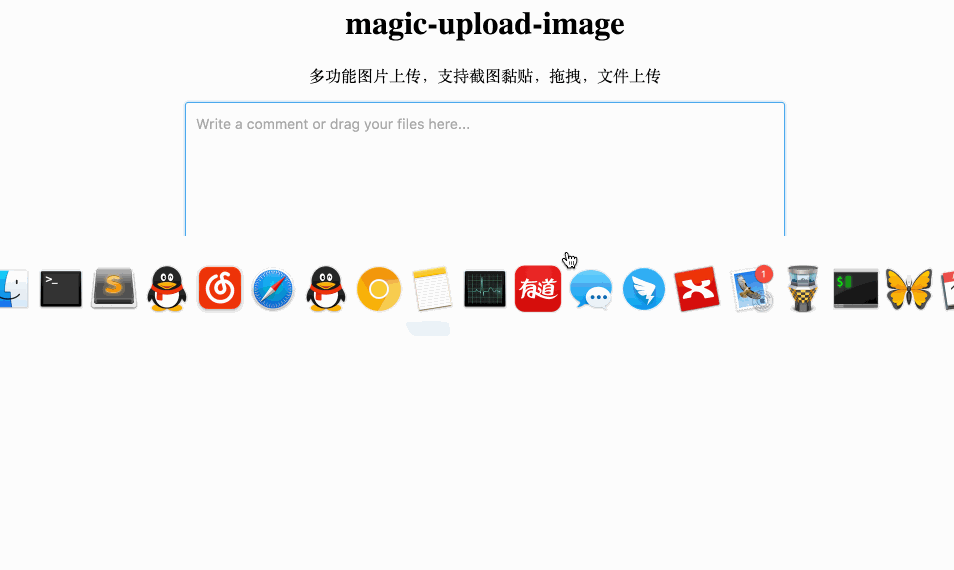 magic-upload-image
多功能图片上传，支持截图黏贴，拖拽，文件上传
Write a comment or drag your files here...
>_ S 有道 1 $